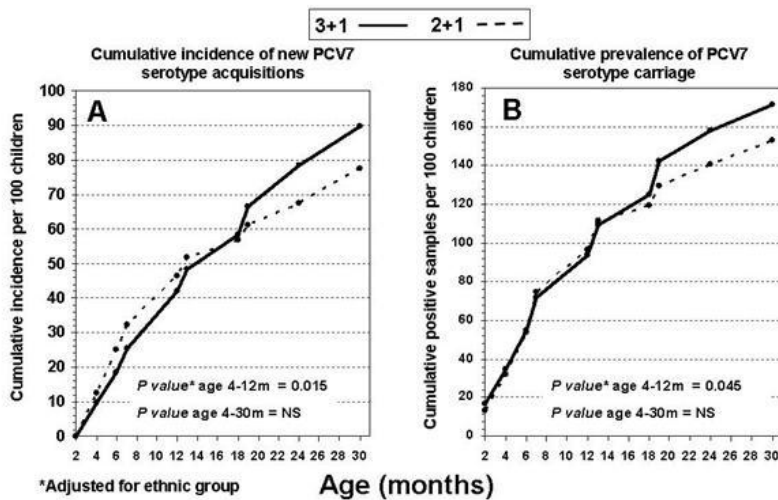 3+1 2+1
Cumulative incidence of new PCV7
serotype acquisitions
A
Cumulative incidence per 100 children
100
90
80
70
60
50
40
30
20
10
0
P value* age 4-12m = 0.015
P value age 4-30m = NS
2 4 6 8 10 12 14 16 18 20 22 24 26 28 30
Cumulative prevalence of PCV7
serotype carriage
B
Cumulative positive samples per 100 children
180
160
140
120
100
80
60
40
20
0
P value* age 4-12m = 0.045
P value age 4-30m = NS
2 4 6 8 10 12 14 16 18 20 22 24 26 28 30
*Adjusted for ethnic group
Age (months)